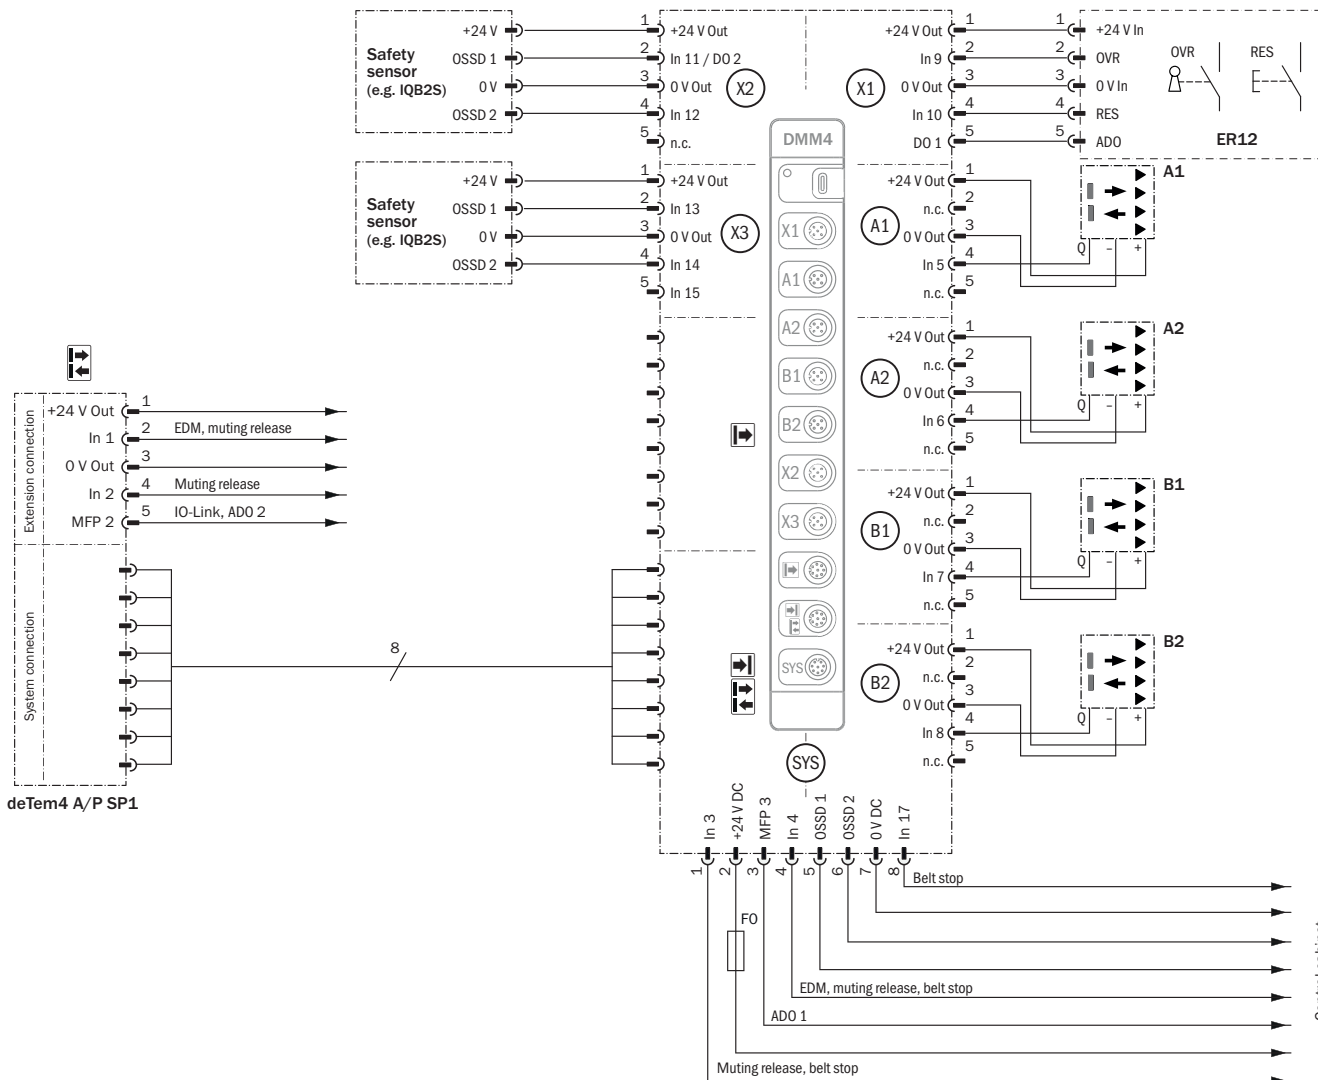 Safety
sensor
(e.g. IQB2S)
+24 V
OSSD 1
0 V
OSSD 2
1
2
3
4
5
+24 V Out
In 11 / DO 2
0 V Out
In 12
n.c.
X2
X1
+24 V Out
In 9
0 V Out
In 10
DO 1
1
2
3
4
5
1
2
3
4
5
+24 V In
OVR
0 V In
RES
ADO
OVR
RES
ER12
Safety
sensor
(e.g. IQB2S)
+24 V
OSSD 1
0 V
OSSD 2
1
2
3
4
5
+24 V Out
In 13
0 V Out
In 14
In 15
X3
DMM4
X1
A1
A2
B1
B2
X2
X3
SYS
A1
+24 V Out
n.c.
0 V Out
In 5
n.c.
1
2
3
4
5
Q
–
+
A1
A2
+24 V Out
n.c.
0 V Out
In 6
n.c.
1
2
3
4
5
Q
–
+
A2
B1
+24 V Out
n.c.
0 V Out
In 7
n.c.
1
2
3
4
5
Q
–
+
B1
B2
+24 V Out
n.c.
0 V Out
In 8
n.c.
1
2
3
4
5
Q
–
+
B2
Extension connection
+24 V Out
In 1
0 V Out
In 2
MFP 2
1
2
3
4
5
EDM, muting release
Muting release
IO-Link, ADO 2
System connection
8
deTem4 A/P SP1
SYS
In 3
+24 V DC
MFP 3
In 4
OSSD 1
OSSD 2
0 V DC
In 17
1
2
3
4
5
6
7
8
Belt stop
F0
EDM, muting release, belt stop
ADO 1
Muting release, belt stop